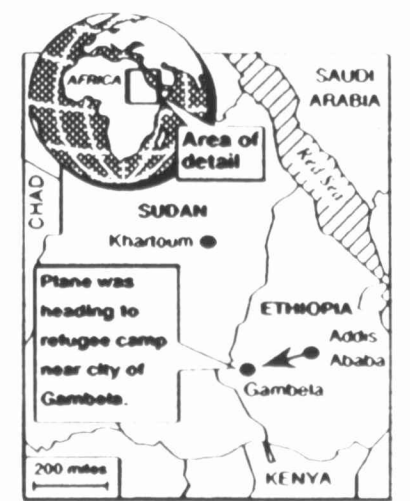 AFRICA
SAUDI
ARABIA
Area of
detail
Red Sea
CHAD
SUDAN
Khartoum
Plane was
heading to
refugee camp
near city of
Gambela.
ETHIOPIA
Addis
Ababa
Gambela
200 miles
KENYA